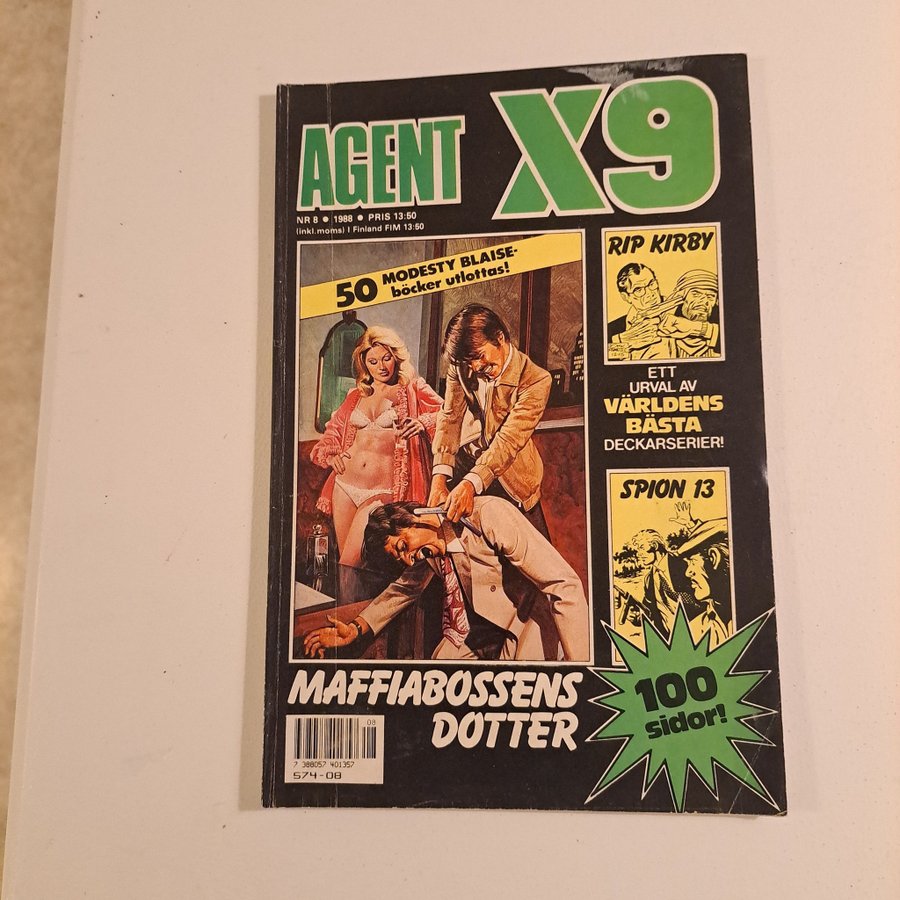 AGENT X9
NR 8 ● 1988 ● PRIS 13:50
(inkl. moms) I Finland FIM 13:50
50 MODESTY BLAISE-
böcker utlottas!
RIP KIRBY
ETT
URVAL AV
VÄRLDENS
BÄSTA
DECKARSERIER!
SPION 13
100
sidor!
MAFFIABOSSENS
DOTTER
08
7 388057 401357
574-08